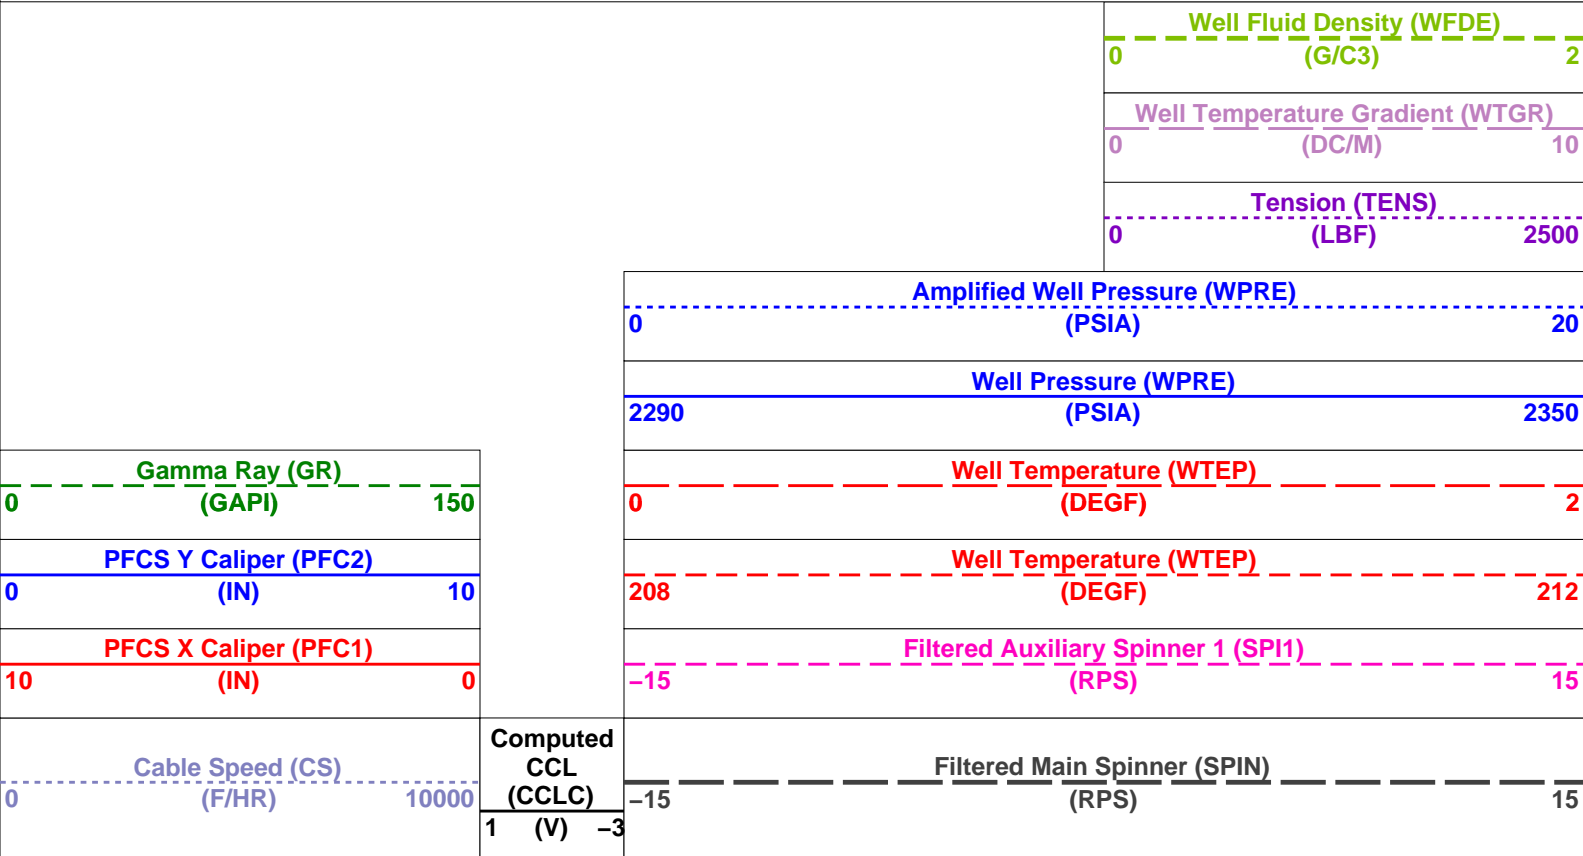 Well Fluid Density (WFDE)
0 (G/C3) 2
Well Temperature Gradient (WTGR)
0 (DC/M) 10
Tension (TENS)
0 (LBF) 2500
Amplified Well Pressure (WPRE)
0 (PSIA) 20
Well Pressure (WPRE)
2290 (PSIA) 2350
Gamma Ray (GR)
0 (GAPI) 150
Well Temperature (WTEP)
0 (DEGF) 2
PFCS Y Caliper (PFC2)
0 (IN) 10
Well Temperature (WTEP)
208 (DEGF) 212
PFCS X Caliper (PFC1)
10 (IN) 0
Filtered Auxiliary Spinner 1 (SPI1)
−15 (RPS) 15
Cable Speed (CS)
0 (F/HR) 10000
Computed
CCL
(CCLC)
1 (V) −3
Filtered Main Spinner (SPIN)
−15 (RPS) 15